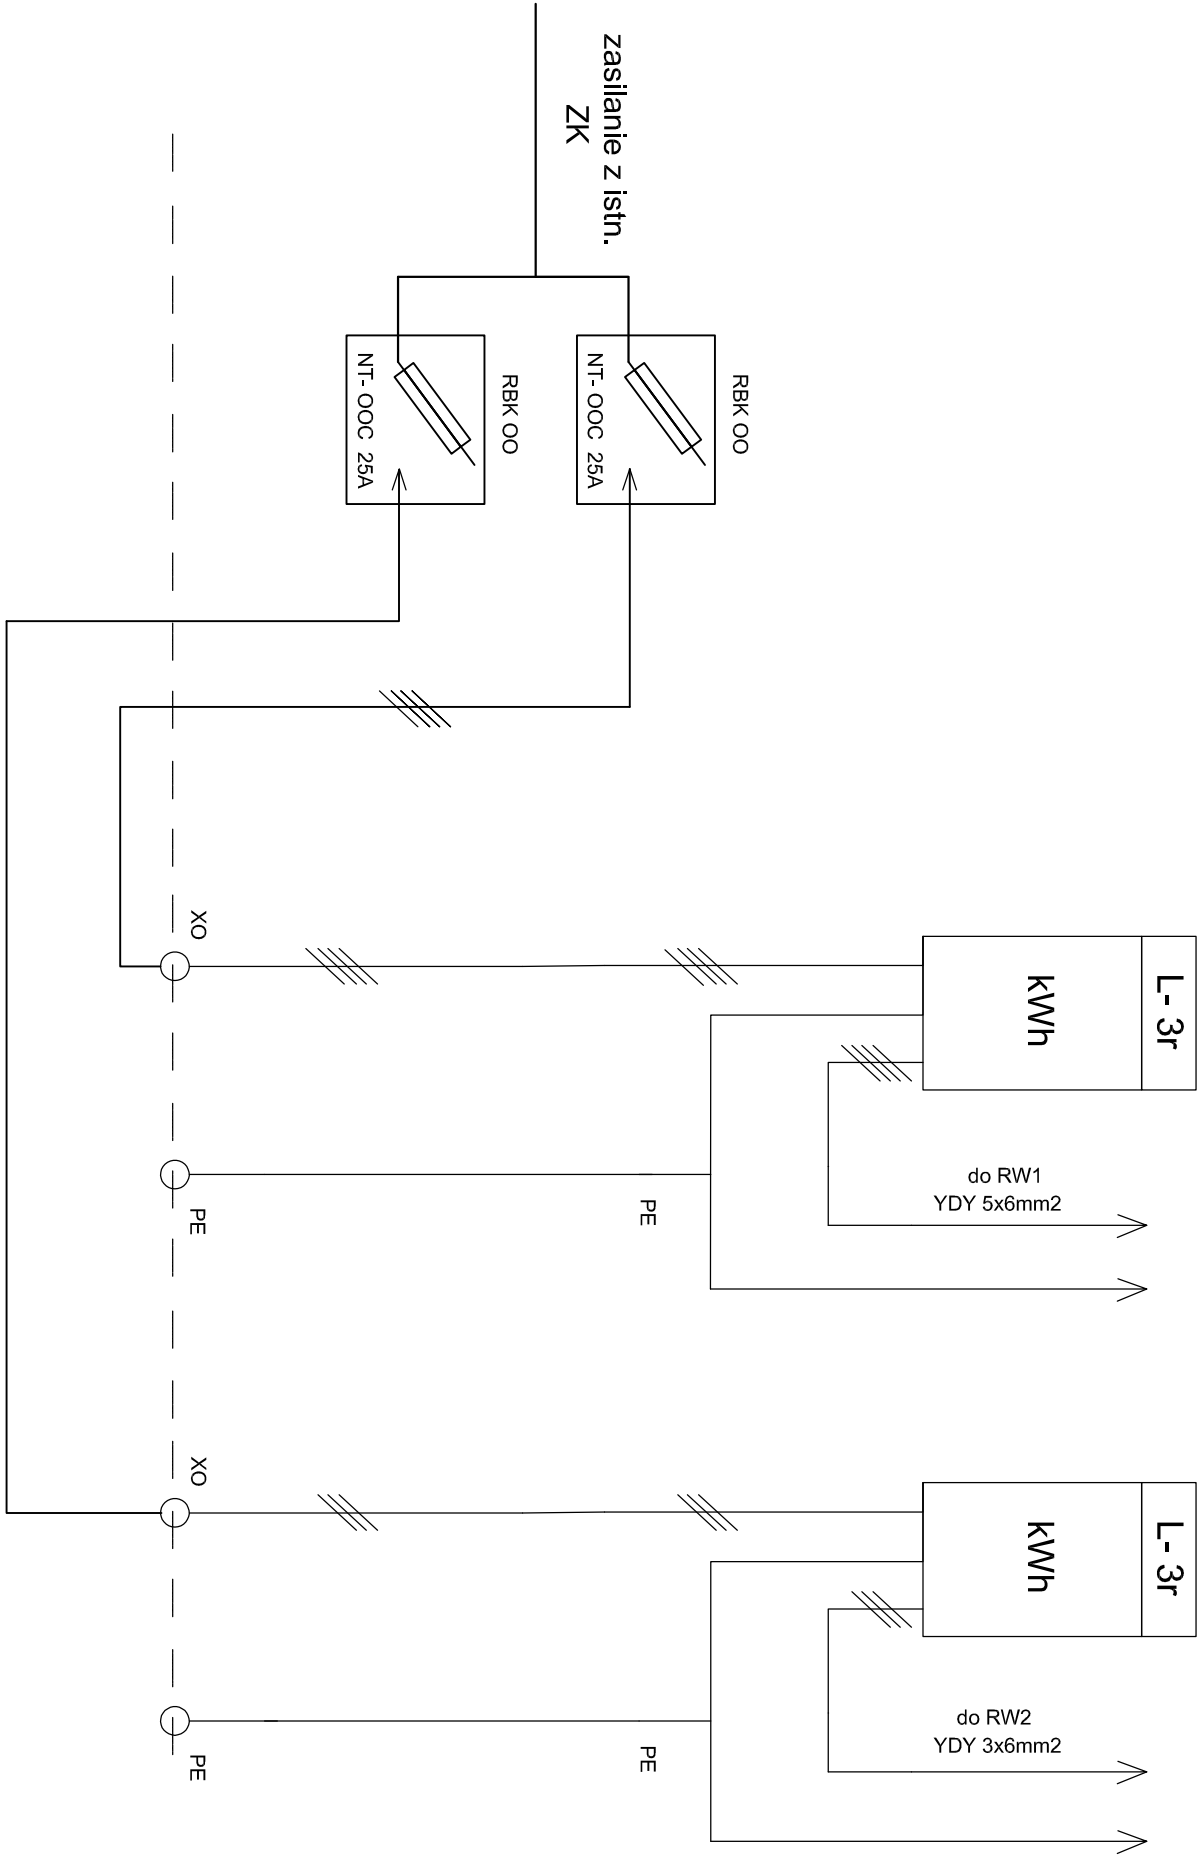 zasilanie z istn.
ZK
RBK OO
NT- OOC 25A
RBK OO
NT- OOC 25A
L- 3r
kWh
XO
do RW1
YDY 5x6mm2
PE
PE
L- 3r
kWh
XO
do RW2
YDY 3x6mm2
PE
PE